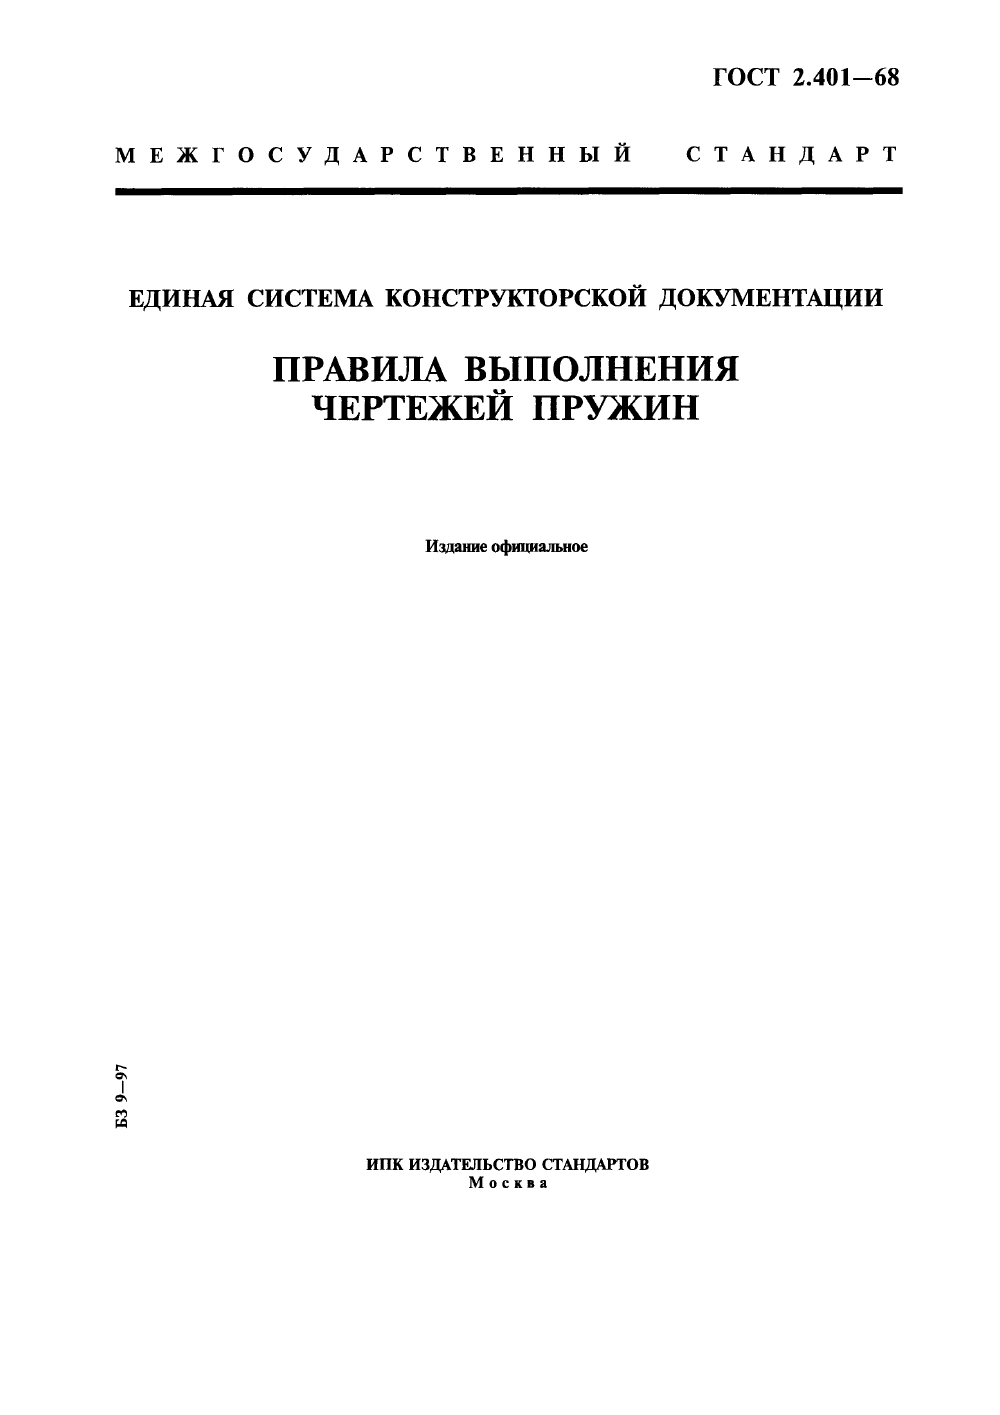 ГОСТ 2.401—68
МЕЖГОСУДАРСТВЕННЫЙ СТАНДАРТ
ЕДИНАЯ СИСТЕМА КОНСТРУКТОРСКОЙ ДОКУМЕНТАЦИИ
ПРАВИЛА ВЫПОЛНЕНИЯ
ЧЕРТЕЖЕЙ ПРУЖИН
Издание официальное
БЗ 9—97
ИПК ИЗДАТЕЛЬСТВО СТАНДАРТОВ
Москва